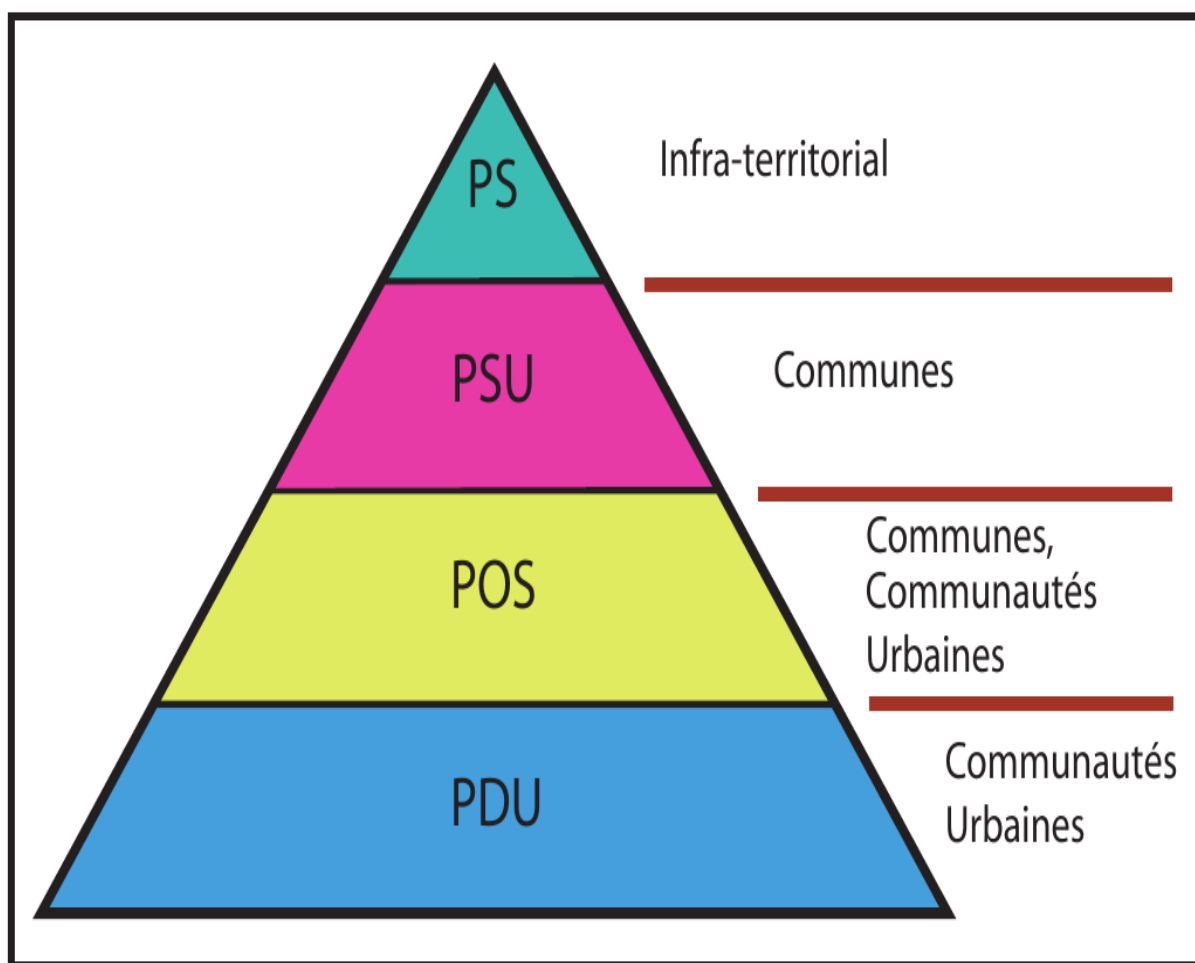 PS
Infra-territorial
PSU
Communes
POS
Communes,
Communautés
Urbaines
PDU
Communautés
Urbaines